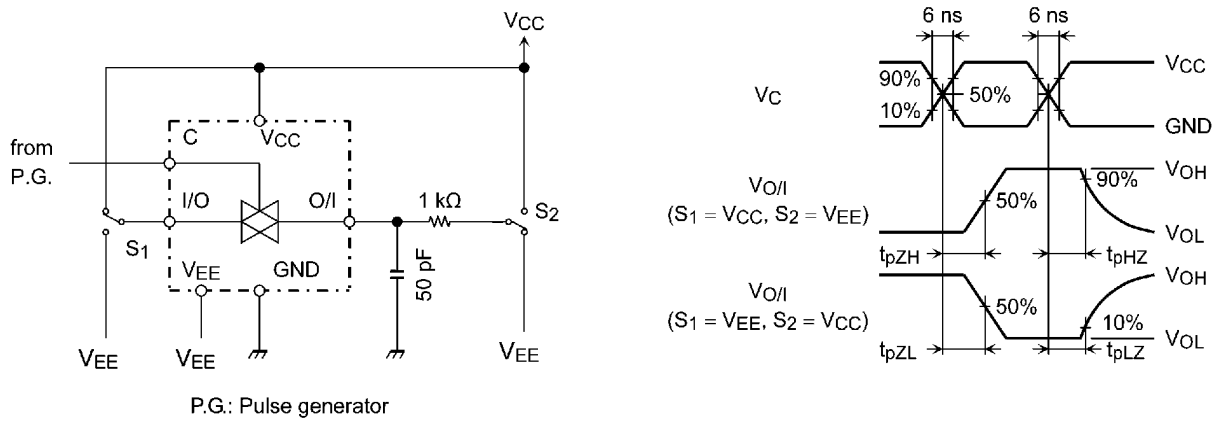 VCC
from
P.G.
C
VCC
I/O
O/I
1 kΩ
S1
S2
VEE
GND
50 pF
VEE
VEE
VEE
P.G.: Pulse generator
6 ns
6 ns
VC
90%
10%
50%
VCC
GND
VO/I
(S1 = VCC, S2 = VEE)
50%
90%
VOH
VOL
tpZH
tpHZ
VO/I
(S1 = VEE, S2 = VCC)
50%
10%
VOH
VOL
tpZL
tpLZ